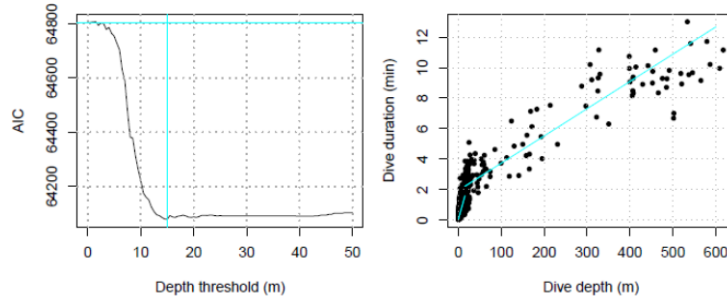 AIC
64800
64600
64400
64200
0 10 20 30 40 50
Depth threshold (m)
Dive duration (min)
12
10
8
6
4
2
0
0 100 200 300 400 500 600
Dive depth (m)